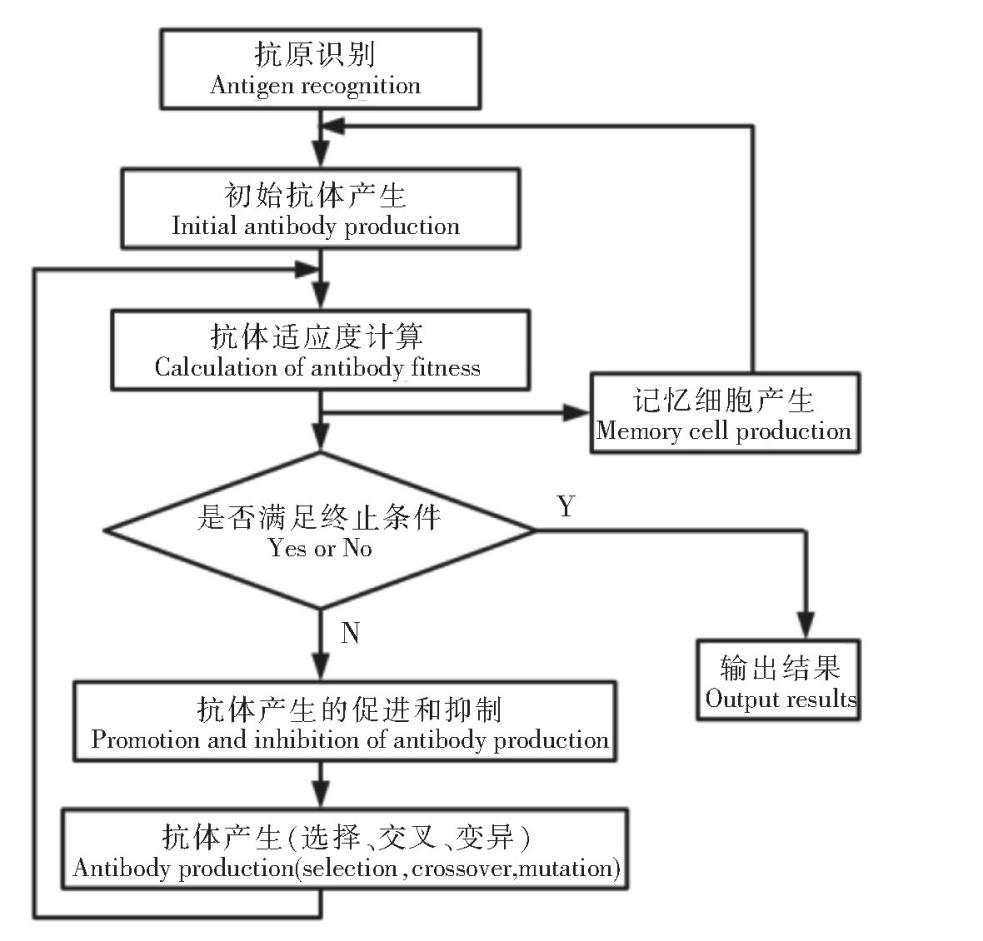 抗原识别
Antigen recognition
初始抗体产生
Initial antibody production
抗体适应度计算
Calculation of antibody fitness
记忆细胞产生
Memory cell production
是否满足终止条件
Yes or No
Y
N
输出结果
Output results
抗体产生的促进和抑制
Promotion and inhibition of antibody production
抗体产生(选择、交叉、变异)
Antibody production(selection,crossover,mutation)